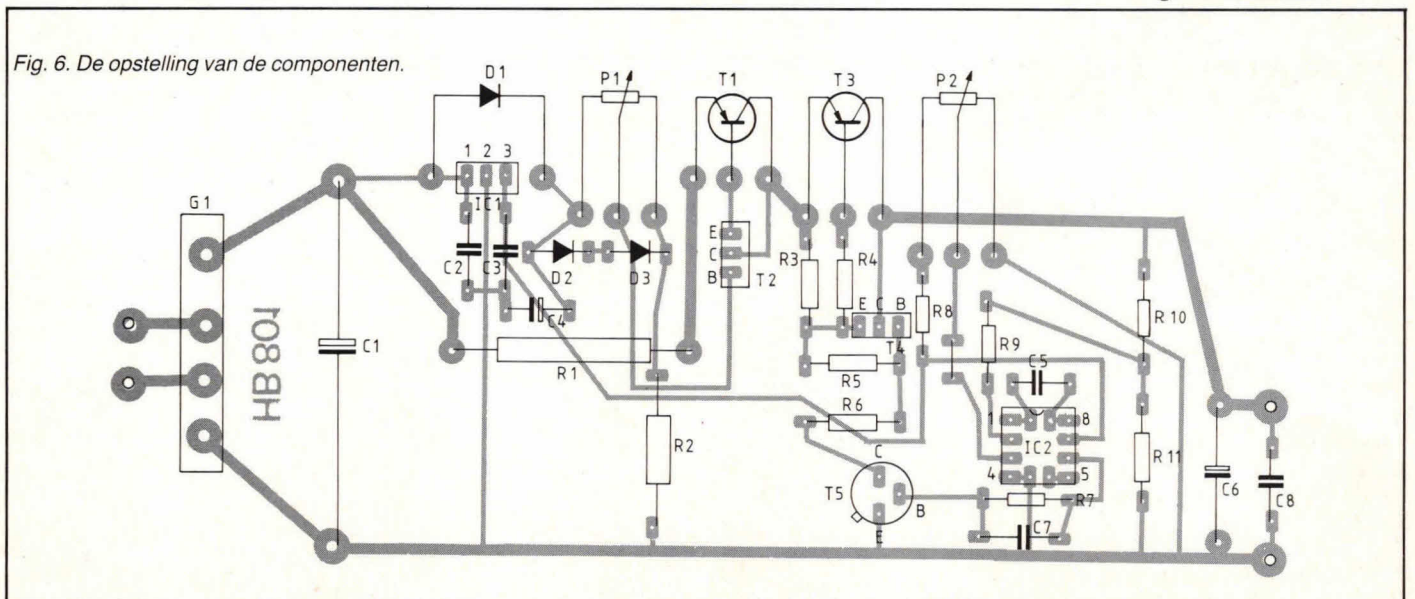 Fig. 6. De opstelling van de componenten.
D1
P1
T1
T3
P2
1 2 3
G1
IC1
E
C
B
T2
C2
C3
D2
D3
R3
R4
C4
E C B
T4
R8
R9
R10
C1
HB801
R1
R5
C5
R6
1
8
IC2
4
5
R2
C
T5
B
E
R7
C7
R11
C6
C8